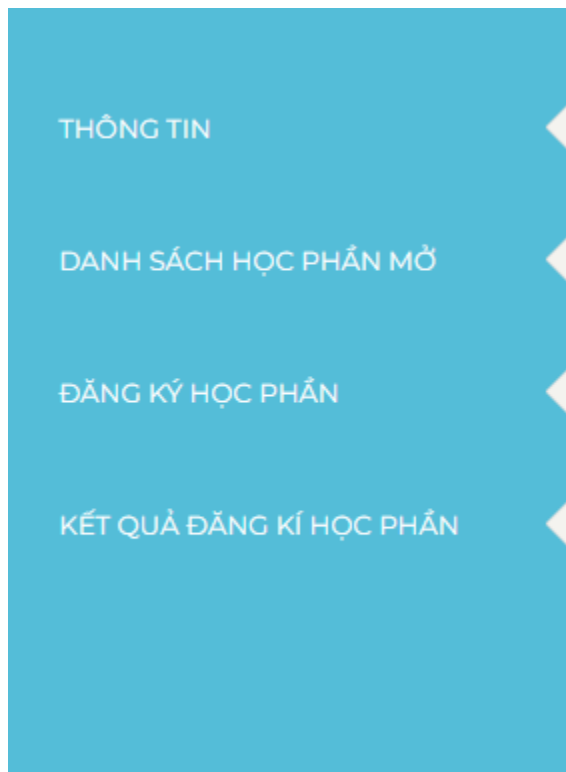 THÔNG TIN
DANH SÁCH HỌC PHẦN MỞ
ĐĂNG KÝ HỌC PHẦN
KẾT QUẢ ĐĂNG KÍ HỌC PHẦN